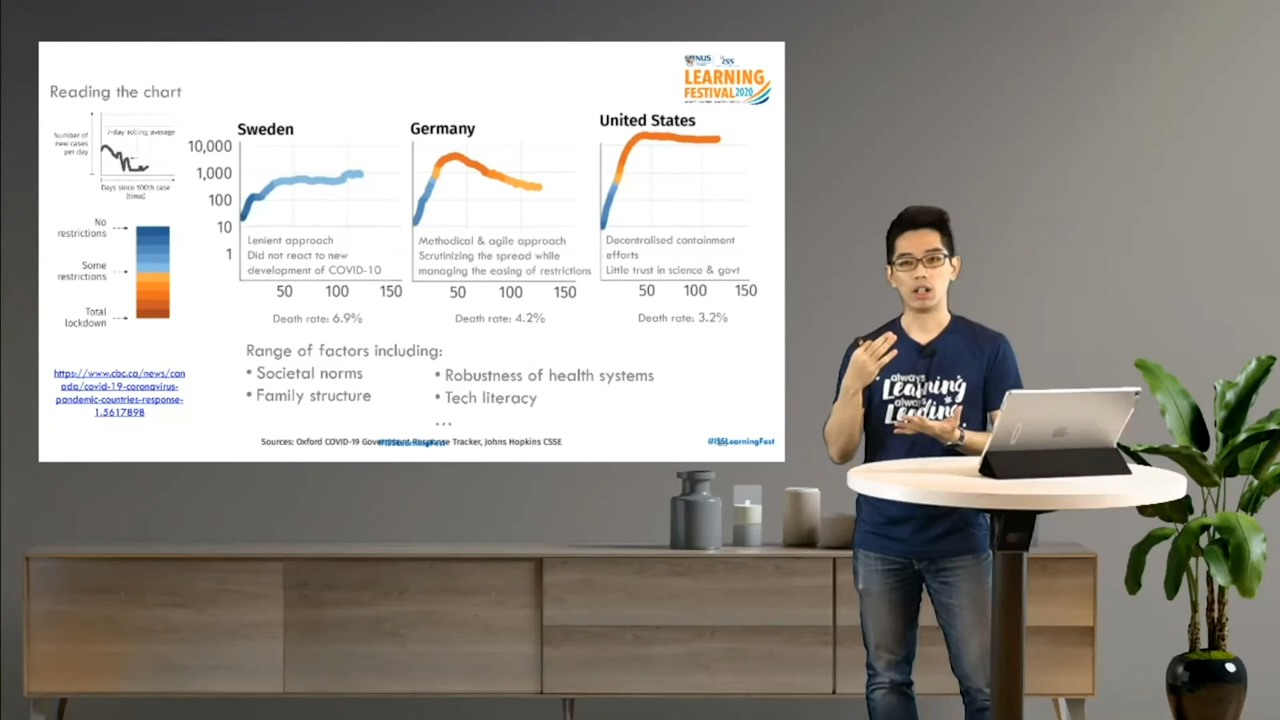 NUS
ISS
LEARNING
FESTIVAL 2020
Reading the chart
Number of
new cases
per day
7-day rolling average
Days since 100th case
(time)
No
restrictions
Some
restrictions
Total
lockdown
https://www.cbc.ca/news/can
ada/covid-19-coronavirus-
pandemic-countries-response-
1.5617898
Sweden
10,000
1,000
100
10
1
Lenient approach
Did not react to new
development of COVID-10
50 100 150
Death rate: 6.9%
Germany
Methodical & agile approach
Scrutinizing the spread while
managing the easing of restrictions
50 100 150
Death rate: 4.2%
United States
Decentralised containment
efforts
Little trust in science & govt
50 100 150
Death rate: 3.2%
Range of factors including:
• Societal norms
• Family structure
• Robustness of health systems
• Tech literacy
...
Sources: Oxford COVID-19 Government Response Tracker, Johns Hopkins CSSE
#ISSLearningFest
#ISSLearningFest
always
Learning
always
Leading